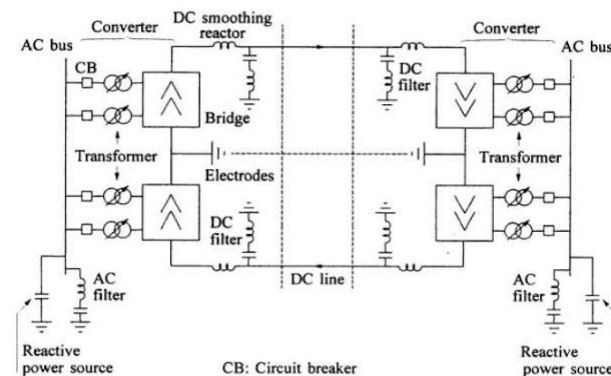 DC smoothing
reactor
Converter
Converter
AC bus
AC bus
CB
DC
filter
Bridge
Transformer
Transformer
Electrodes
DC
filter
DC line
AC
filter
AC
filter
Reactive
power source
CB: Circuit breaker
Reactive
power source